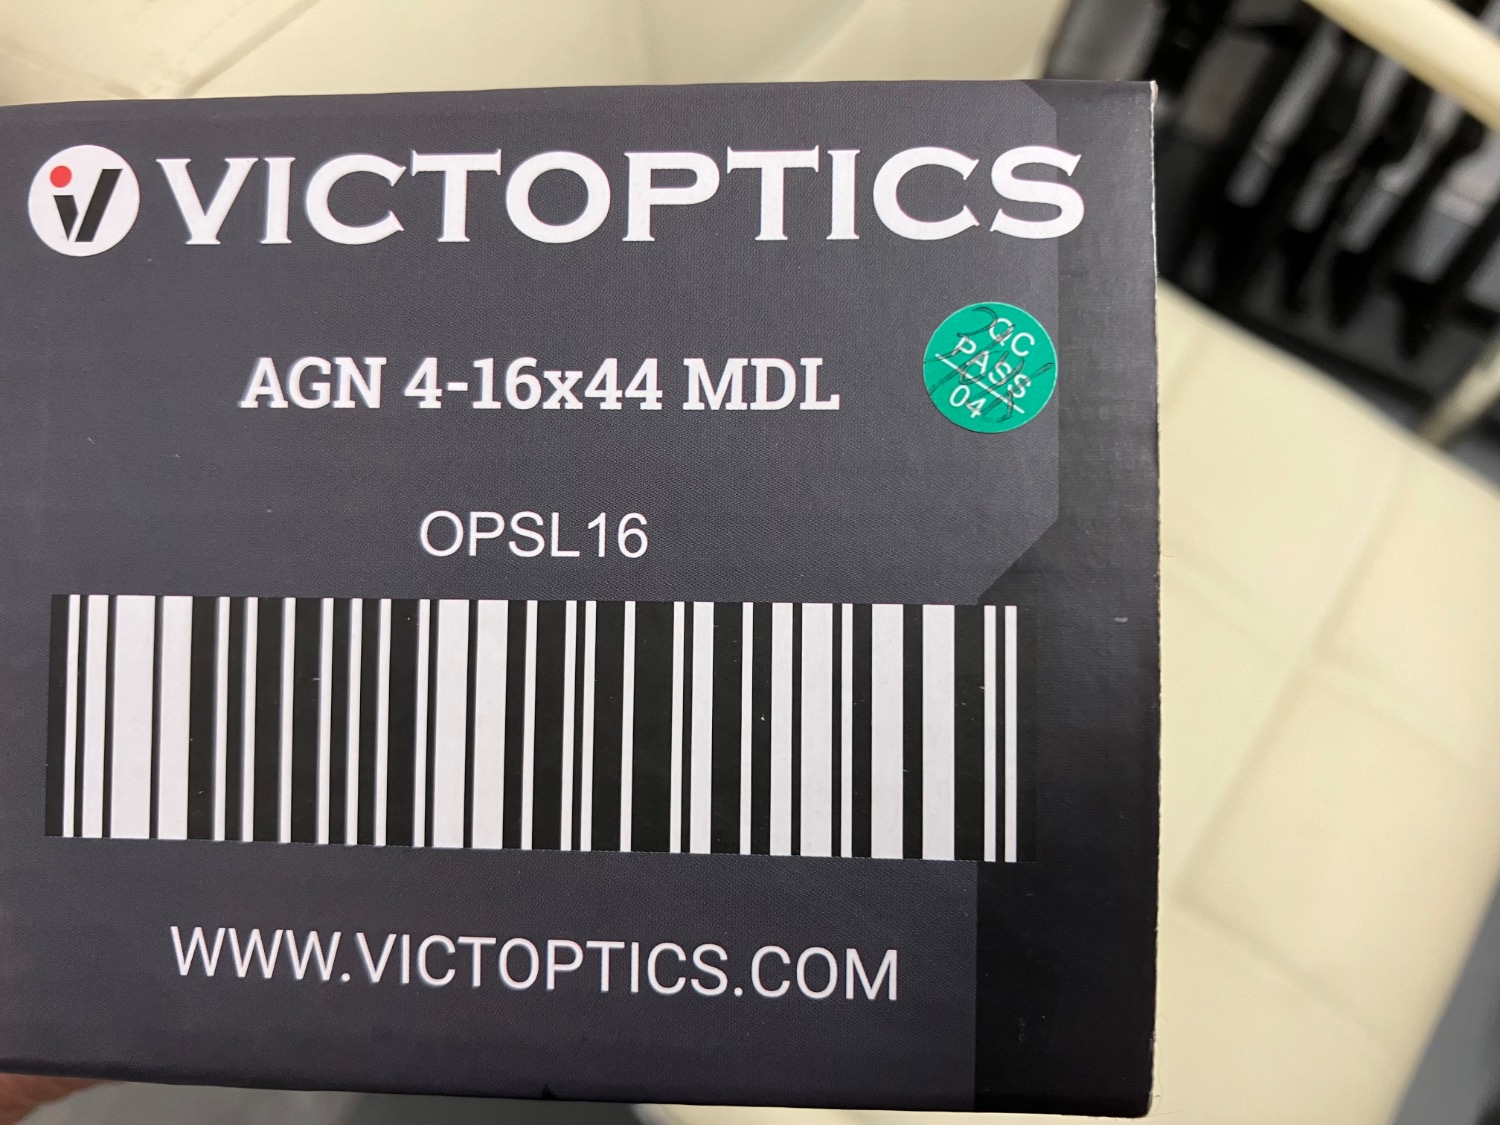 VICTOPTICS
AGN 4-16x44 MDL
QC
PASS
04
OPSL16
WWW.VICTOPTICS.COM